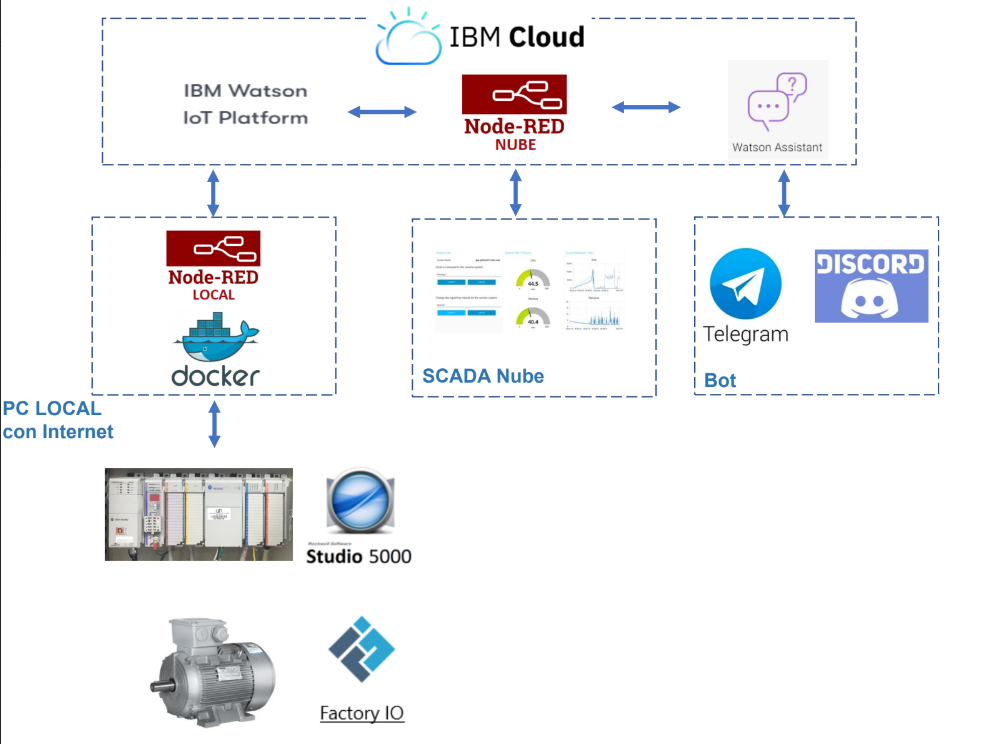 IBM Cloud
IBM Watson
IoT Platform
Node-RED
NUBE
Watson Assistant
Node-RED
LOCAL
docker
44.5
40.4
SCADA Nube
Telegram
DISCORD
Bot
PC LOCAL
con Internet
Rockwell Software
Studio 5000
Factory IO